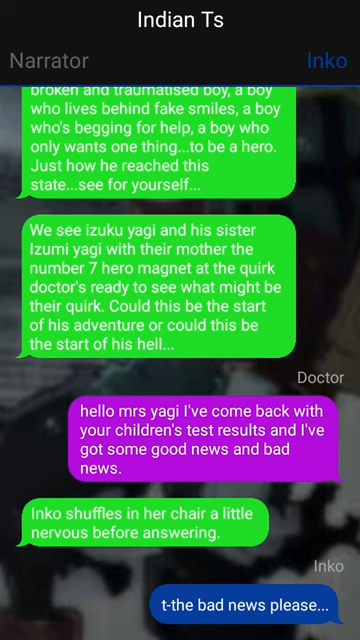 Indian Ts
Narrator
Inko
broken and traumatised boy, a boy
who lives behind fake smiles, a boy
who's begging for help, a boy who
only wants one thing...to be a hero.
Just how he reached this
state...see for yourself...
We see izuku yagi and his sister
Izumi yagi with their mother the
number 7 hero magnet at the quirk
doctor's ready to see what might be
their quirk. Could this be the start
of his adventure or could this be
the start of his hell...
Doctor
hello mrs yagi I've come back with
your children's test results and I've
got some good news and bad
news.
Inko shuffles in her chair a little
nervous before answering.
Inko
t-the bad news please...